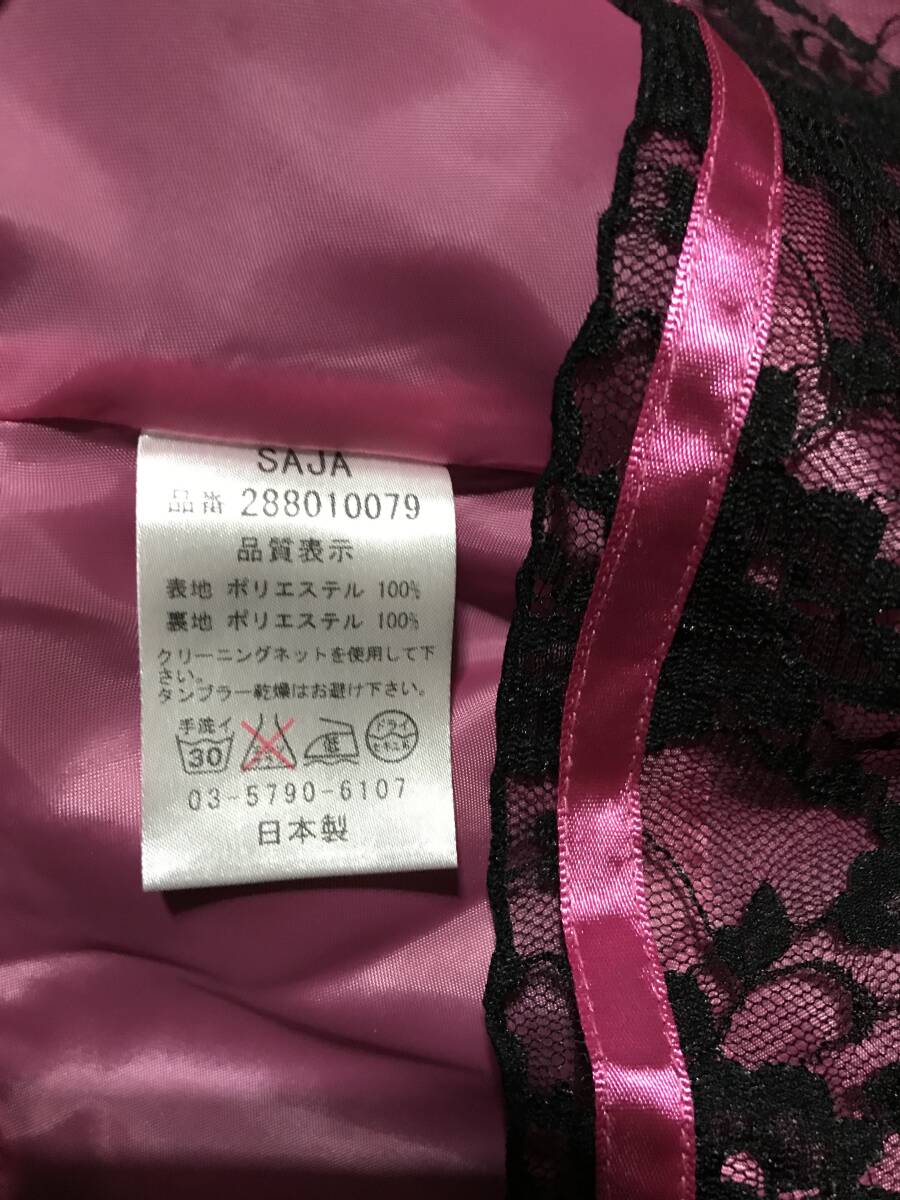 SAJA
品番 288010079
品質表示
表地 ポリエステル 100%
裏地 ポリエステル 100%
クリーニングネットを使用して下
さい。
タンブラー乾燥はお避け下さい。
手洗イ 30 低 ドライ
03-5790-6107
日本製